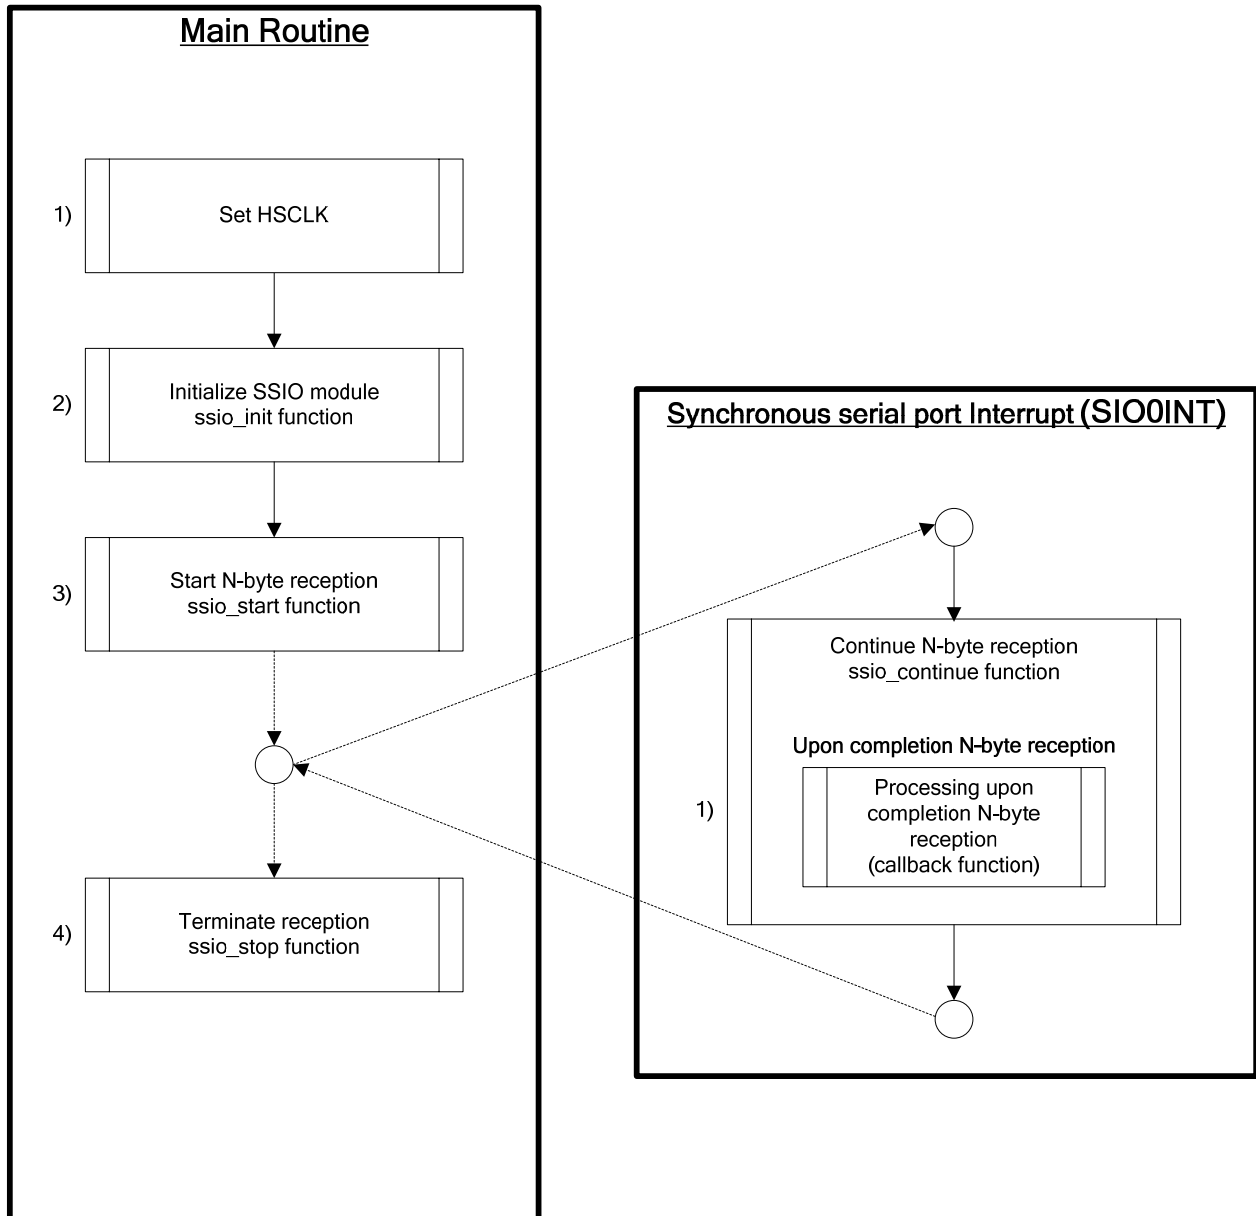 Main Routine
1)
Set HSCLK
2)
Initialize SSIO module
ssio_init function
3)
Start N-byte reception
ssio_start function
4)
Terminate reception
ssio_stop function
Synchronous serial port Interrupt (SIO0INT)
Continue N-byte reception
ssio_continue function
Upon completion N-byte reception
1)
Processing upon
completion N-byte
reception
(callback function)